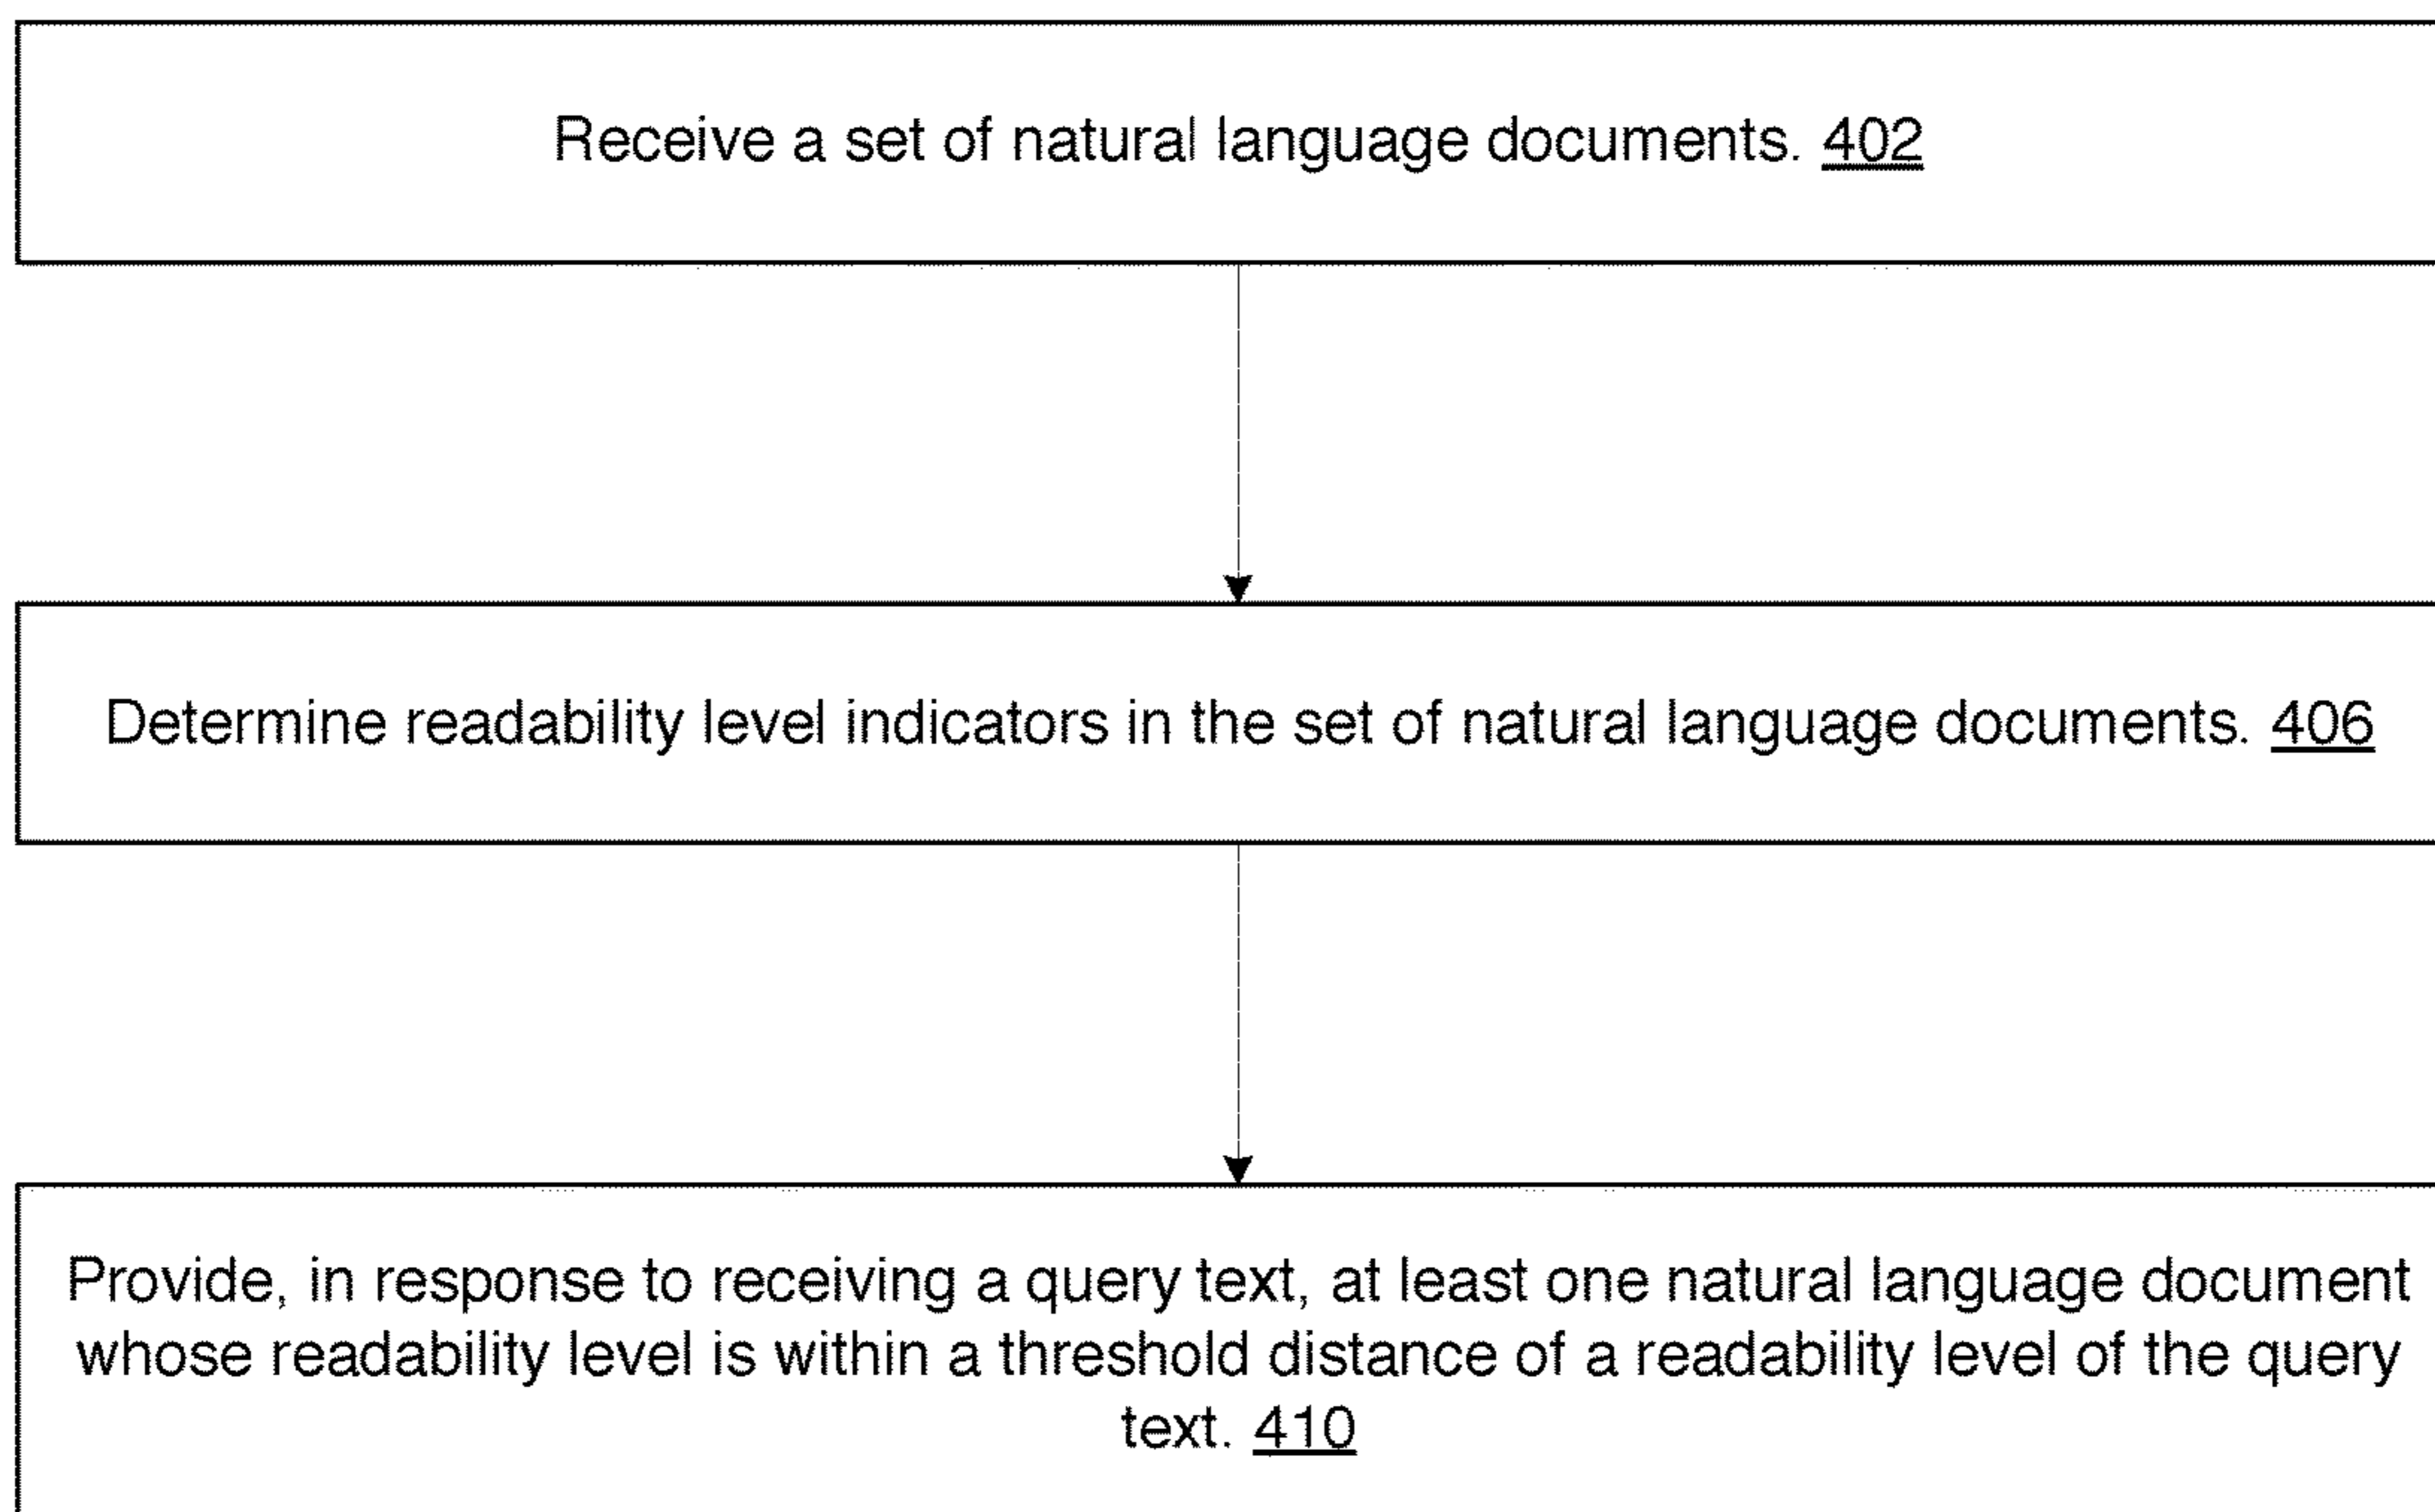 Receive a set of natural language documents. 402
Determine readability level indicators in the set of natural language documents. 406
Provide, in response to receiving a query text, at least one natural language document
whose readability level is within a threshold distance of a readability level of the query
text. 410